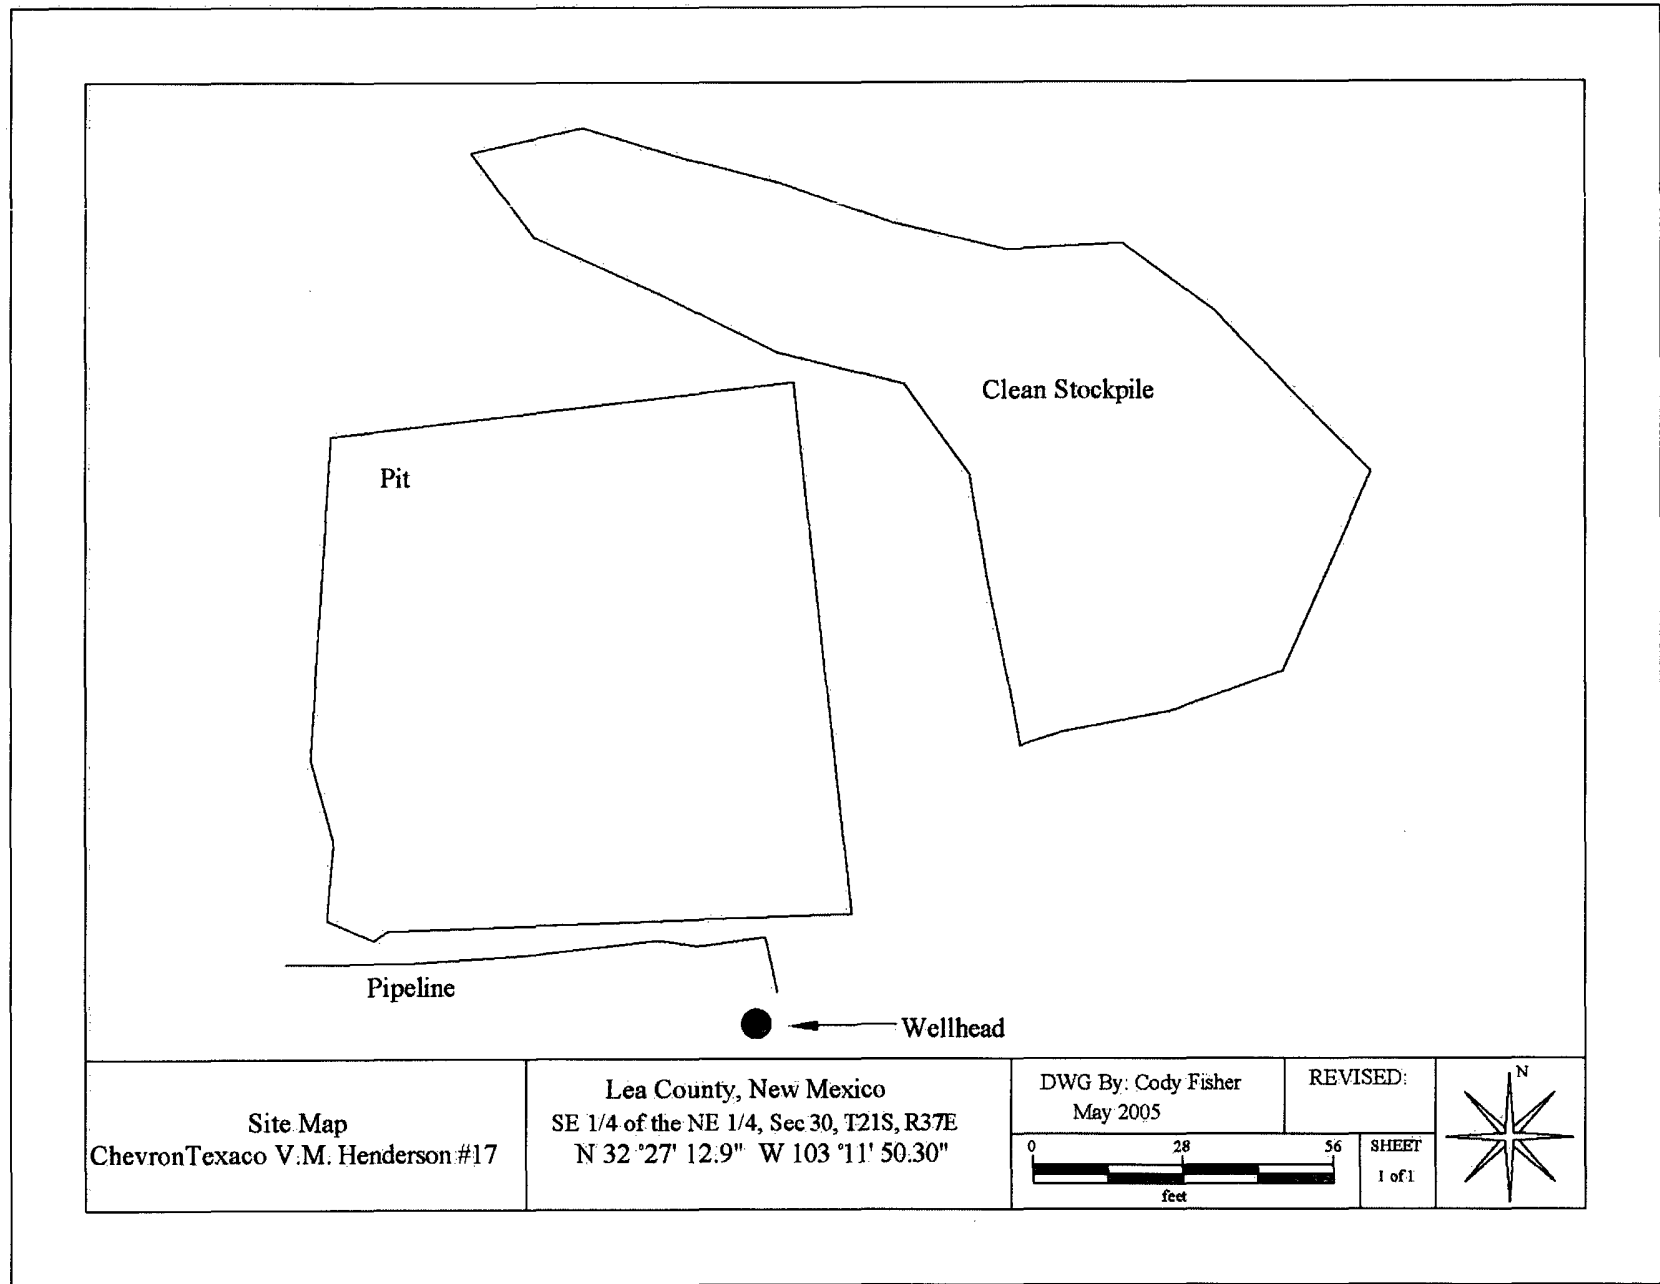 Clean Stockpile
Pit
Pipeline
Wellhead
Site Map
ChevronTexaco V.M. Henderson #17
Lea County, New Mexico
SE 1/4 of the NE 1/4, Sec 30, T21S, R37E
N 32 °27' 12.9" W 103 °11' 50.30"
DWG By: Cody Fisher
May 2005
REVISED:
0 28 56
feet
SHEET
1 of 1
N